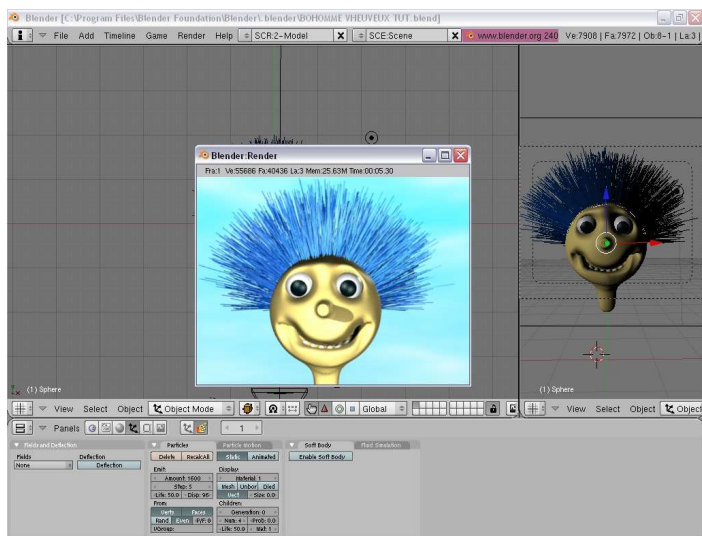 Blender [C:\Program Files\Blender Foundation\Blender\.blender\BOHOMME VHEUVEUX TUT.blend]
File Add Timeline Game Render Help SCR:2-Model X SCE:Scene X www.blender.org 240 Ve:7908 | Fa:7972 | Ob:8-1 | La:3 |
Blender:Render
Fra:1 Ve:55686 Fa:40436 La:3 Mem:25.63M Time:00:05.30
(1) Sphere
(1) Sphere
View Select Object Object Mode Global
View Select Object Object
Panels 1
Fields and Deflection
Particles Particle Motion
Soft Body Fluid Simulation
Fields Deflection
None Deflection
Delete RecalcAll Static Animated
Enable Soft Body
Emit: Display:
Amount: 1600 Material: 1
Step: 5 Mesh Unborn Died
Life: 50.0 Disp: 96 Vect Size: 0.0
From: Children:
Verts Faces Generation: 0
Rand Even P/F: 0 Num: 4 Prob: 0.0
VGroup: Life: 50.0 Mat: 1